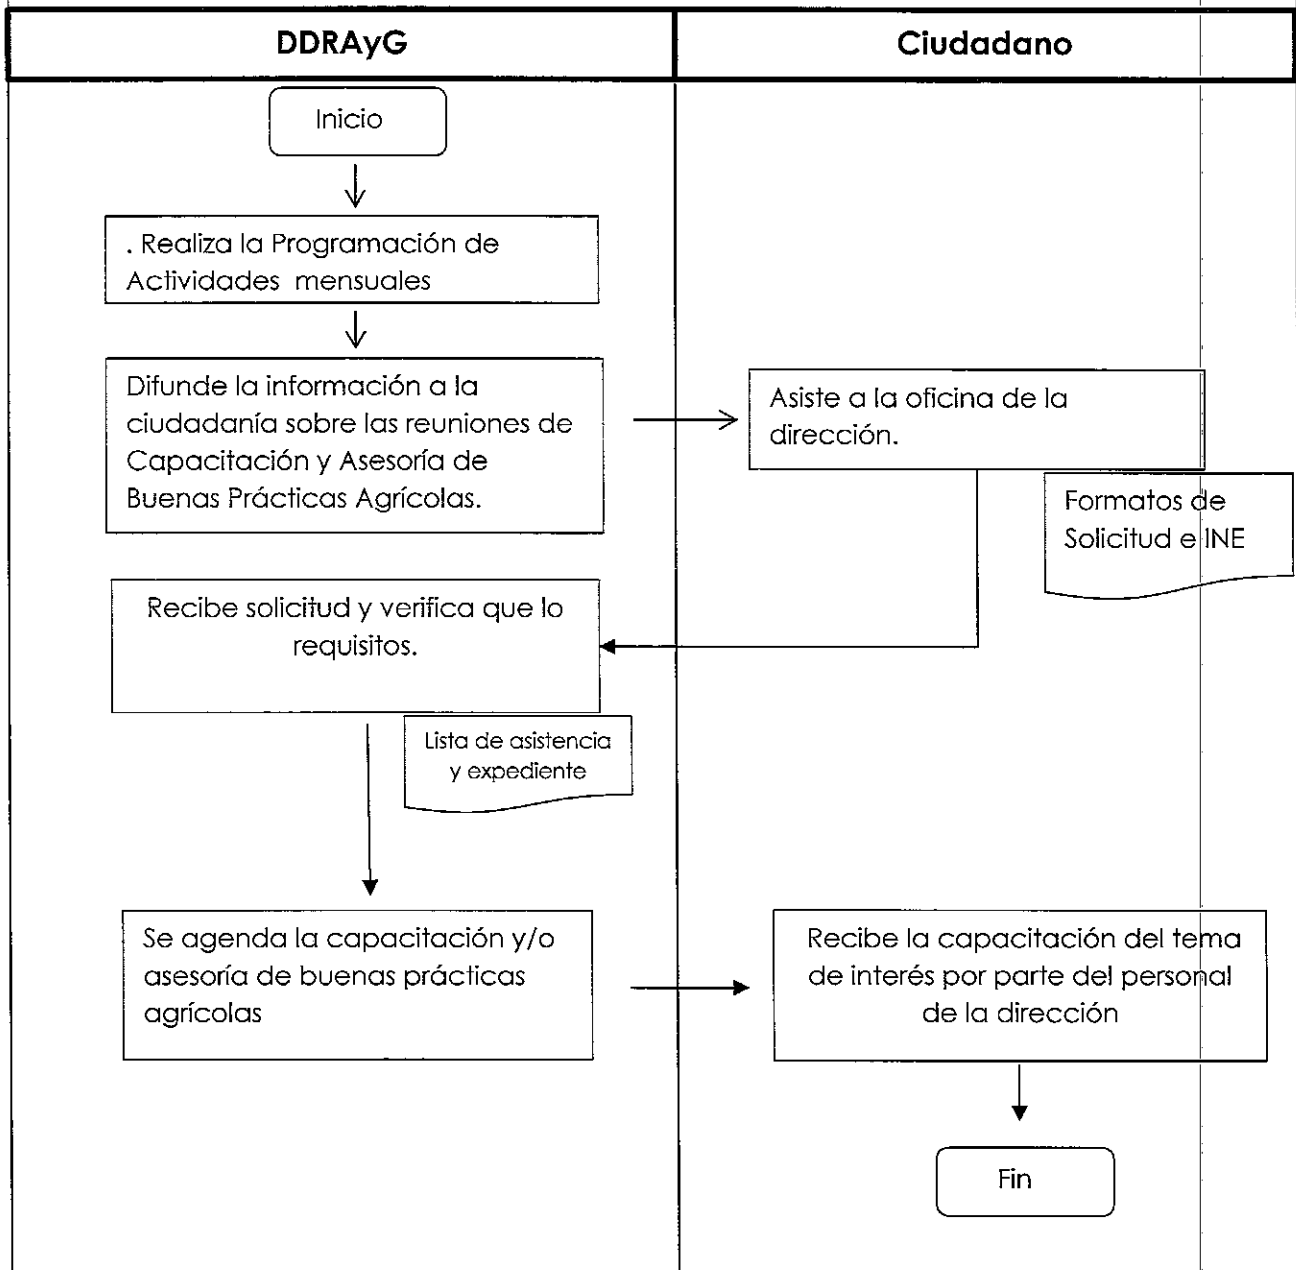 DDRAyG
Ciudadano
Inicio
. Realiza la Programación de
Actividades mensuales
Difunde la información a la
ciudadanía sobre las reuniones de
Capacitación y Asesoría de
Buenas Prácticas Agrícolas.
Asiste a la oficina de la
dirección.
Formatos de
Solicitud e INE
Recibe solicitud y verifica que lo
requisitos.
Lista de asistencia
y expediente
Se agenda la capacitación y/o
asesoría de buenas prácticas
agrícolas
Recibe la capacitación del tema
de interés por parte del personal
de la dirección
Fin